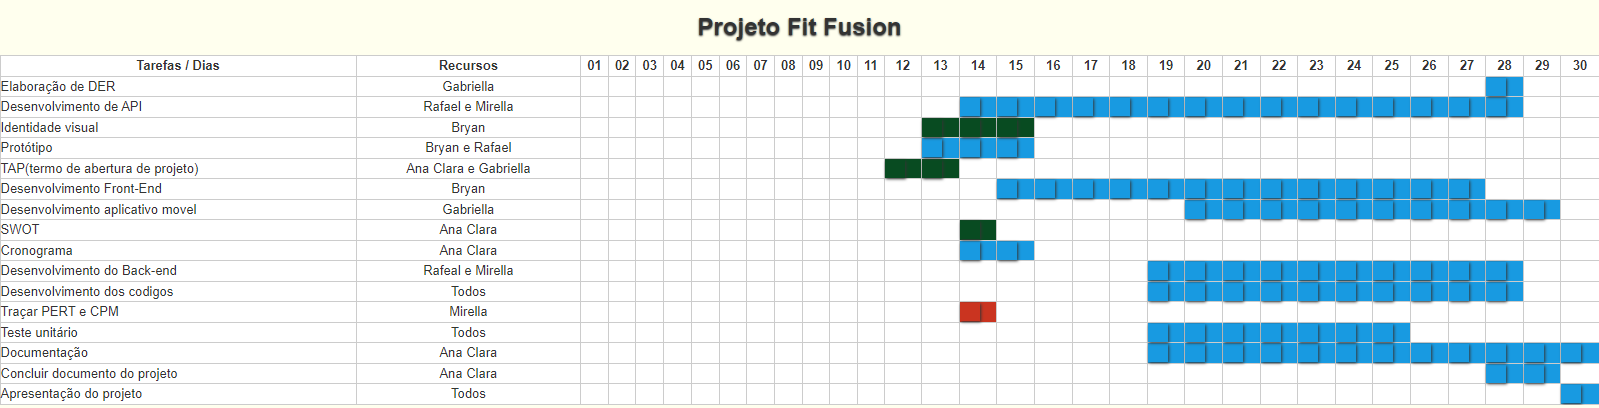 Projeto Fit Fusion
Tarefas / Dias Recursos 01 02 03 04 05 06 07 08 09 10 11 12 13 14 15 16 17 18 19 20 21 22 23 24 25 26 27 28 29 30
Elaboração de DER Gabriella
Desenvolvimento de API Rafael e Mirella
Identidade visual Bryan
Protótipo Bryan e Rafael
TAP(termo de abertura de projeto) Ana Clara e Gabriella
Desenvolvimento Front-End Bryan
Desenvolvimento aplicativo movel Gabriella
SWOT Ana Clara
Cronograma Ana Clara
Desenvolvimento do Back-end Rafeal e Mirella
Desenvolvimento dos codigos Todos
Traçar PERT e CPM Mirella
Teste unitário Todos
Documentação Ana Clara
Concluir documento do projeto Ana Clara
Apresentação do projeto Todos